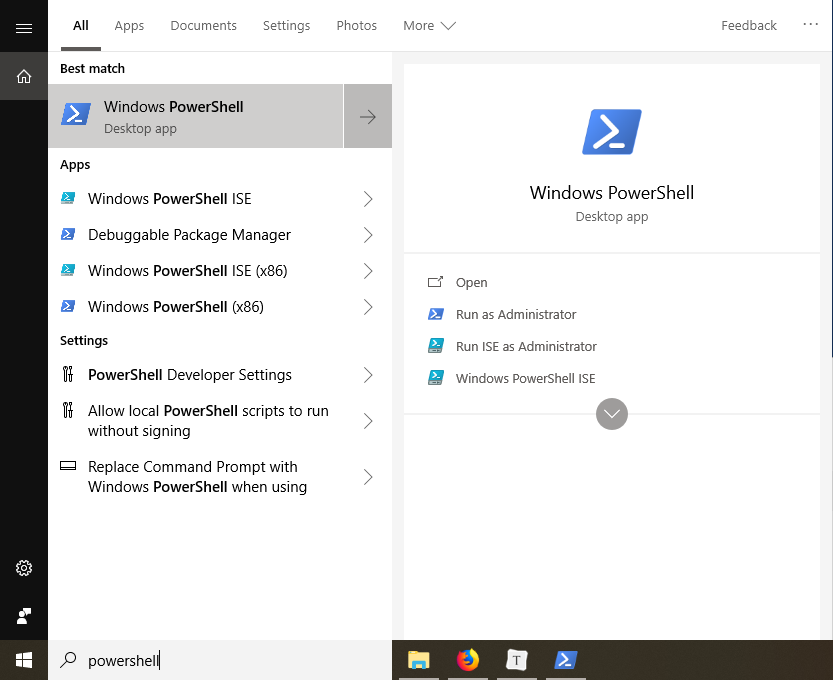 All Apps Documents Settings Photos More Feedback ...
Best match
Windows PowerShell
Desktop app
Apps
Windows PowerShell ISE
Debuggable Package Manager
Windows PowerShell ISE (x86)
Windows PowerShell (x86)
Settings
PowerShell Developer Settings
Allow local PowerShell scripts to run
without signing
Replace Command Prompt with
Windows PowerShell when using
Windows PowerShell
Desktop app
Open
Run as Administrator
Run ISE as Administrator
Windows PowerShell ISE
powershell
T